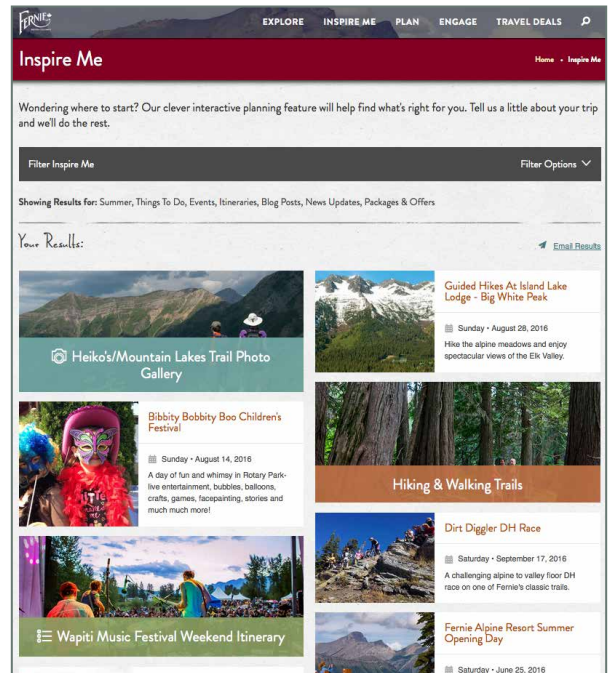 FERNIE
EXPLORE INSPIRE ME PLAN ENGAGE TRAVEL DEALS
Inspire Me
Home • Inspire Me
Wondering where to start? Our clever interactive planning feature will help find what's right for you. Tell us a little about your trip
and we'll do the rest.
Filter Inspire Me
Filter Options
Showing Results for: Summer, Things To Do, Events, Itineraries, Blog Posts, News Updates, Packages & Offers
Your Results:
Email Results
Heiko's/Mountain Lakes Trail Photo
Gallery
Bibbity Bobbity Boo Children's
Festival
Sunday • August 14, 2016
A day of fun and whimsy in Rotary Park-
live entertainment, bubbles, balloons,
crafts, games, facepainting, stories and
much much more!
Wapiti Music Festival Weekend Itinerary
Guided Hikes At Island Lake
Lodge - Big White Peak
Sunday • August 28, 2016
Hike the alpine meadows and enjoy
spectacular views of the Elk Valley.
Hiking & Walking Trails
Dirt Diggler DH Race
Saturday • September 17, 2016
A challenging alpine to valley floor DH
race on one of Fernie's classic trails.
Fernie Alpine Resort Summer
Opening Day
Saturday • June 25, 2016